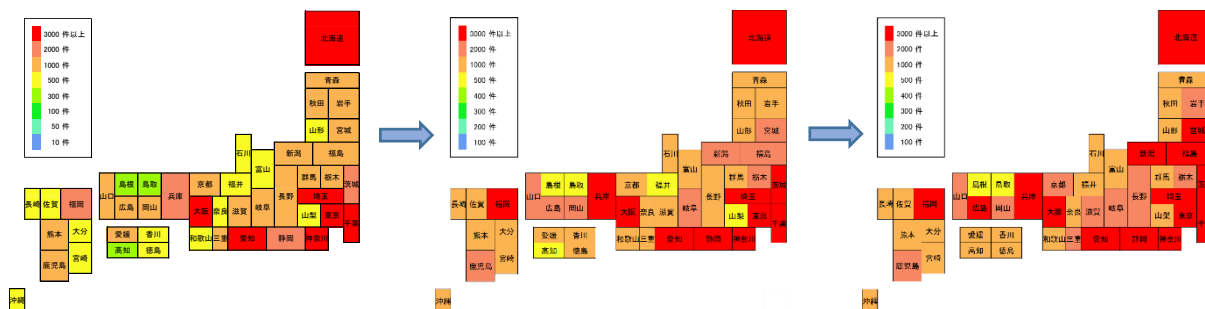 3000 件以上
2000 件
1000 件
500 件
300 件
100 件
50 件
10 件
北海道
青森
秋田 岩手
山形 宮城
石川
富山 新潟 福島
島根 鳥取 兵庫 京都 福井 長野 群馬 栃木 茨城
長崎 佐賀 福岡 山口 広島 岡山 大阪 奈良 滋賀 岐阜 埼玉
山梨 東京 千葉
熊本 大分 愛媛 香川 和歌山 三重 愛知 静岡 神奈川
鹿児島 宮崎 高知 徳島
沖縄
3000 件以上
2000 件
1000 件
500 件
400 件
300 件
200 件
100 件
北海道
青森
秋田 岩手
山形 宮城
石川
富山 新潟 福島
島根 鳥取 兵庫 京都 福井 長野 群馬 栃木 茨城
長崎 佐賀 福岡 山口 広島 岡山 大阪 奈良 滋賀 岐阜 埼玉
山梨 東京 千葉
熊本 大分 愛媛 香川 和歌山 三重 愛知 静岡 神奈川
鹿児島 宮崎 高知 徳島
沖縄
3000 件以上
2000 件
1000 件
500 件
400 件
300 件
200 件
100 件
北海道
青森
秋田 岩手
山形 宮城
石川
富山 新潟 福島
島根 鳥取 兵庫 京都 福井 長野 群馬 栃木 茨城
長崎 佐賀 福岡 山口 広島 岡山 大阪 奈良 滋賀 岐阜 埼玉
山梨 東京 千葉
熊本 大分 愛媛 香川 和歌山 三重 愛知 静岡 神奈川
鹿児島 宮崎 高知 徳島
沖縄